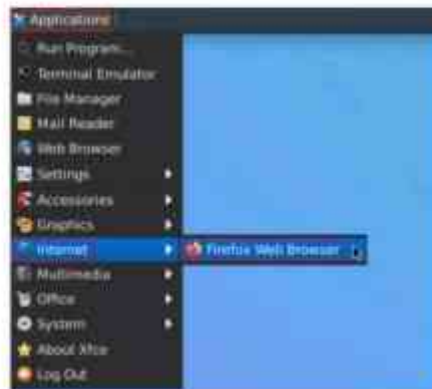 Applications
Run Program...
Terminal Emulator
File Manager
Mail Reader
Web Browser
Settings
Accessories
Graphics
Internet
Firefox Web Browser
Multimedia
Office
System
About Xfce
Log Out